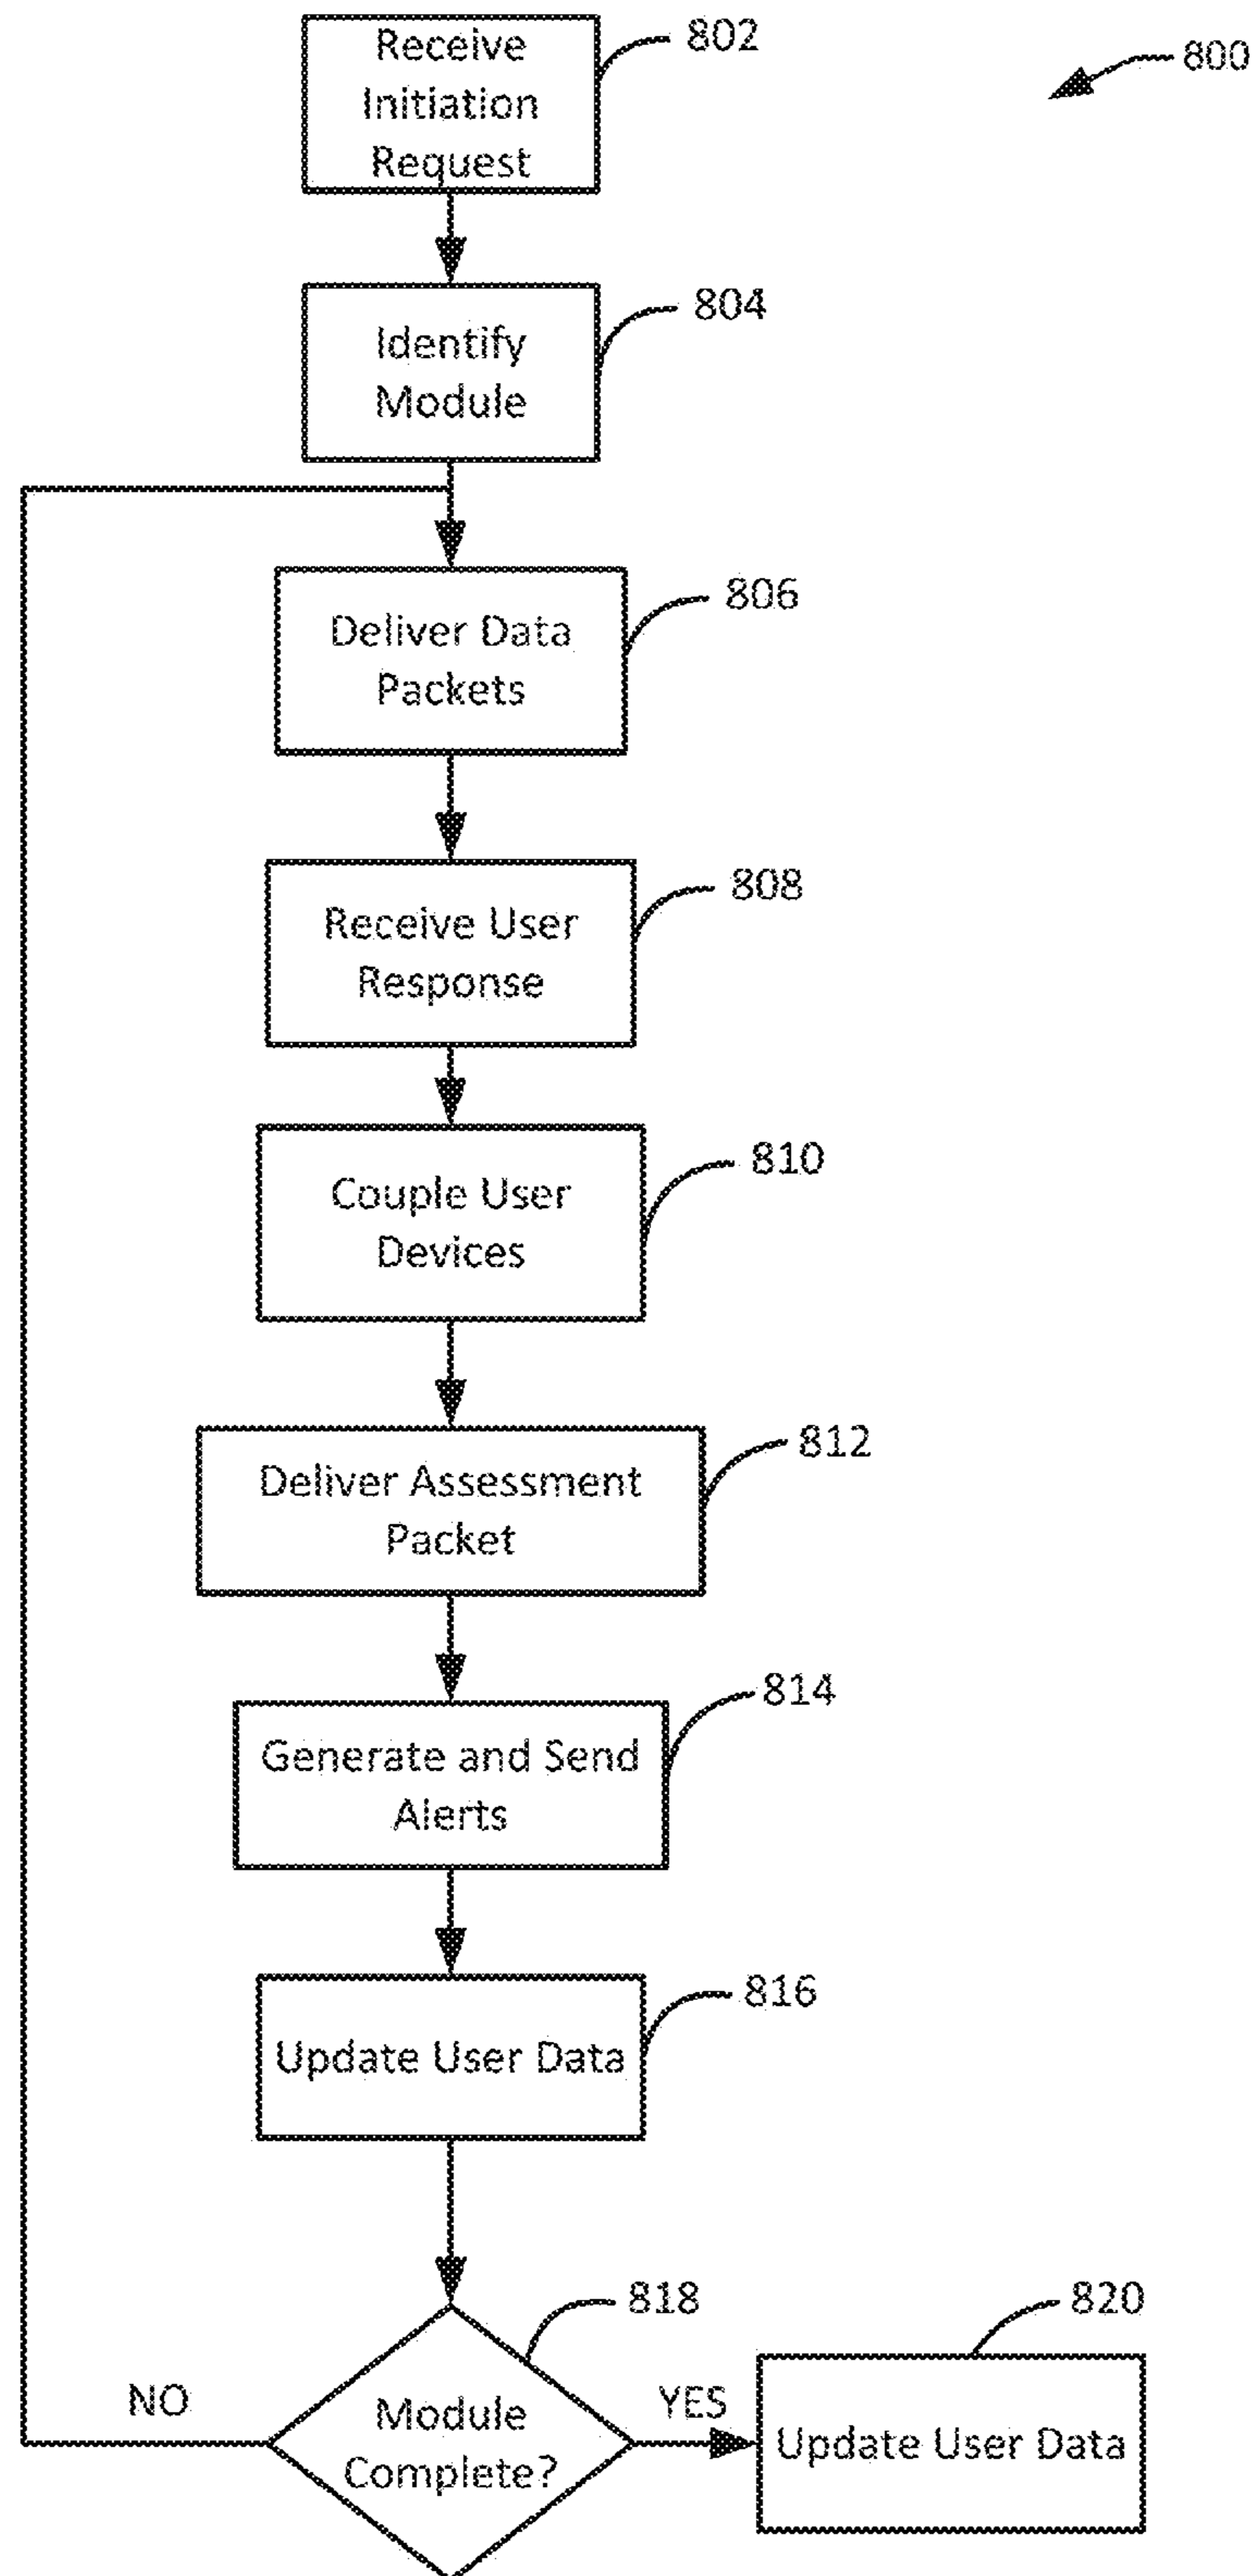 Receive
Initiation
Request
802
800
Identify
Module
804
Deliver Data
Packets
806
Receive User
Response
808
Couple User
Devices
810
Deliver Assessment
Packet
812
Generate and Send
Alerts
814
Update User Data
816
Module
Complete?
818
NO
YES
Update User Data
820